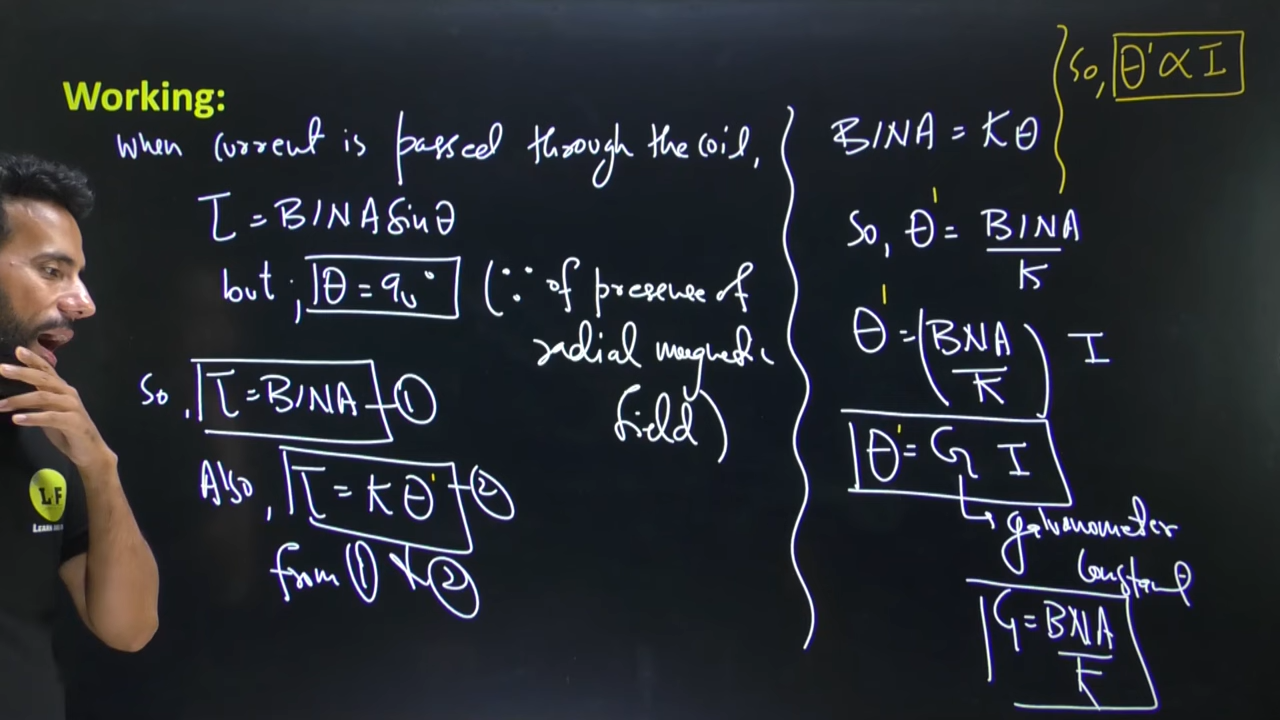 Working:
When current is passed through the coil,
τ = BINA sinθ
but, θ = 90° (∵ of presence of
radial magnetic
field)
So, τ = BINA —①
Also, τ = Kθ' —②
from ① & ②
BINA = Kθ
So, θ' = BINA/K
θ' = (BNA/K) I
θ' = G I
→ galvanometer
constant
G = BNA/K
So, θ' ∝ I
LF